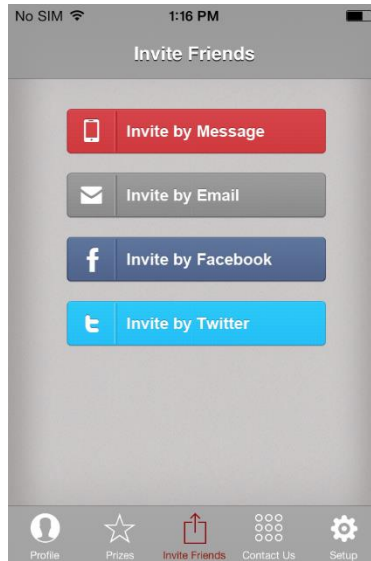 No SIM 1:16 PM
Invite Friends
Invite by Message
Invite by Email
f Invite by Facebook
t Invite by Twitter
Profile Prizes Invite Friends Contact Us Setup